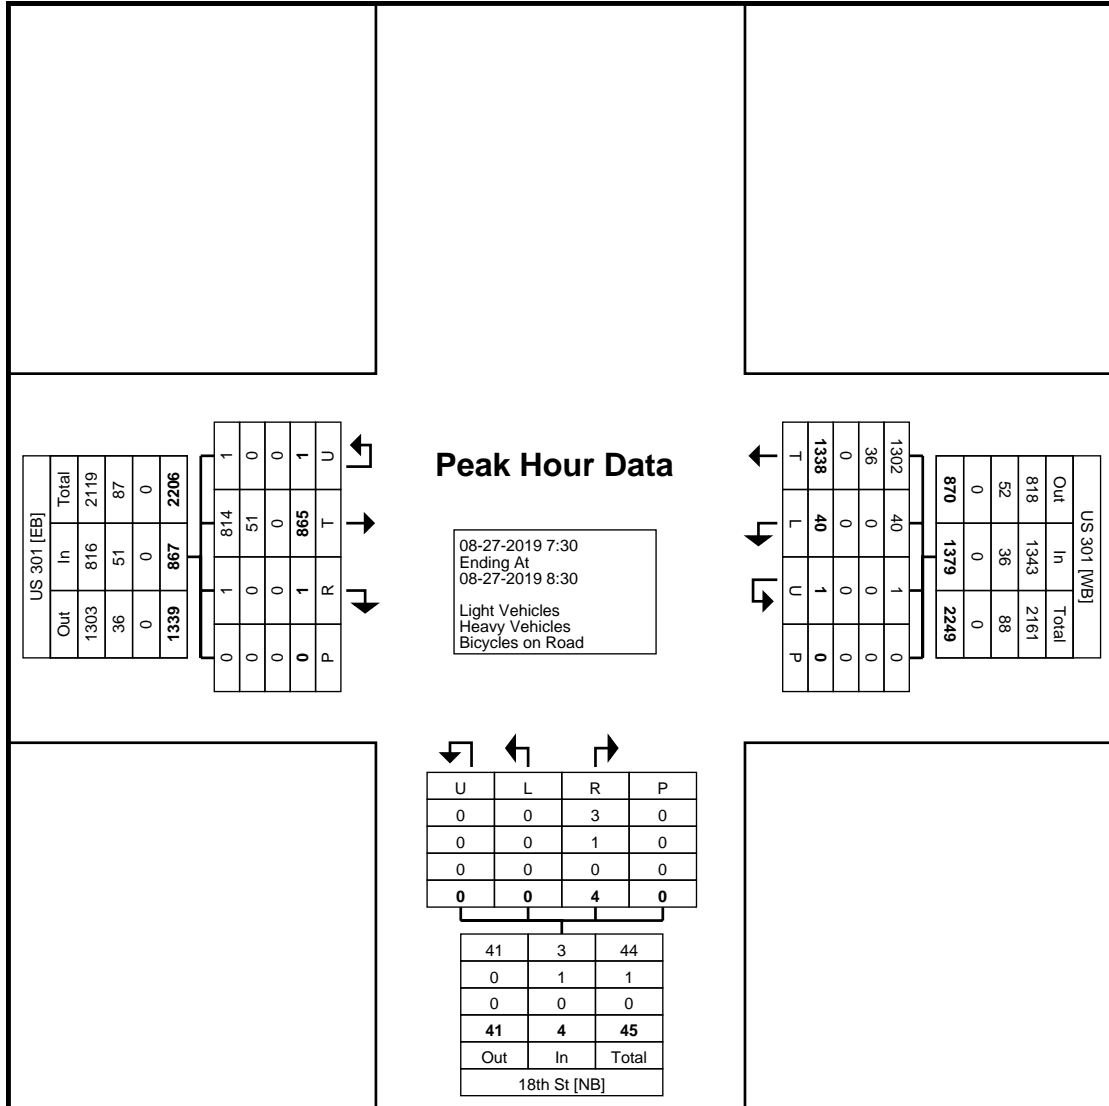 Peak Hour Data
08-27-2019 7:30
Ending At
08-27-2019 8:30
Light Vehicles
Heavy Vehicles
Bicycles on Road
US 301 [EB]
Total 2119 87 0 2206
In 816 51 0 867
Out 1303 36 0 1339
1 0 0 1 U
814 51 0 865 T
1 0 0 1 R
0 0 0 0 P
US 301 [WB]
Out In Total
818 1343 2161
52 36 88
0 0 0
870 1379 2249
1302 40 1 0
36 0 0 0
0 0 0 0
1338 40 1 0
T L U P
U L R P
0 0 3 0
0 0 1 0
0 0 0 0
0 0 4 0
41 3 44
0 1 1
0 0 0
41 4 45
Out In Total
18th St [NB]